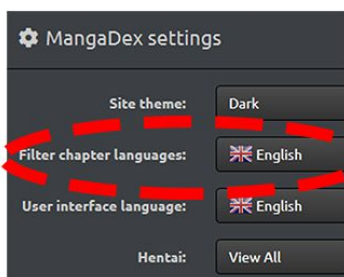 MangaDex settings
Site theme: Dark
Filter chapter languages: English
User interface language: English
Hentai: View All